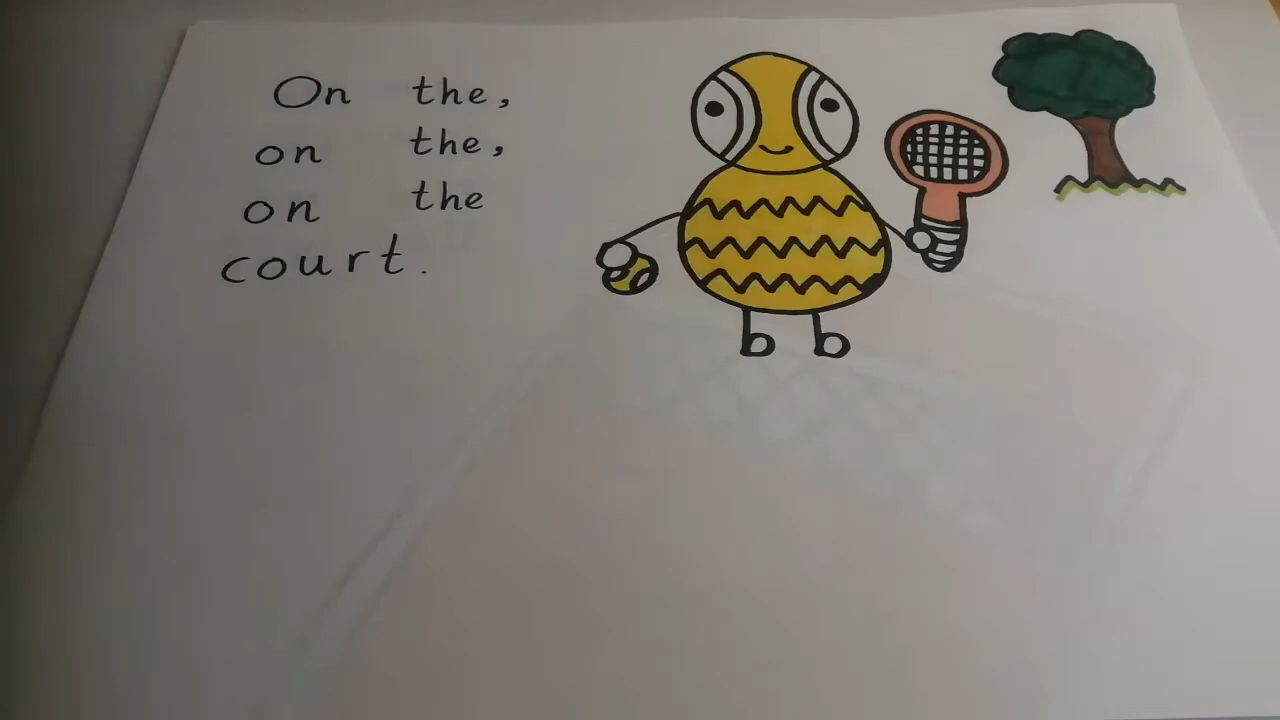 On the,
on the,
on the
court.